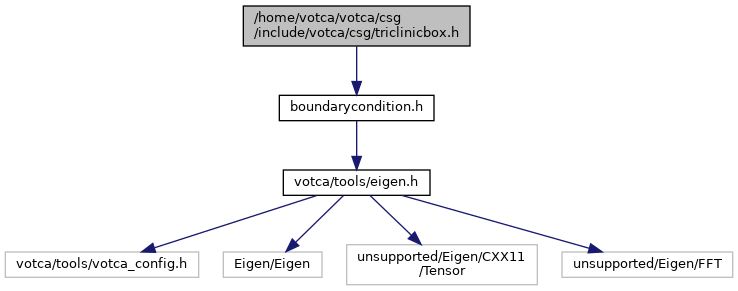 /home/votca/votca/csg
/include/votca/csg/triclinicbox.h
boundarycondition.h
votca/tools/eigen.h
votca/tools/votca_config.h
Eigen/Eigen
unsupported/Eigen/CXX11
/Tensor
unsupported/Eigen/FFT